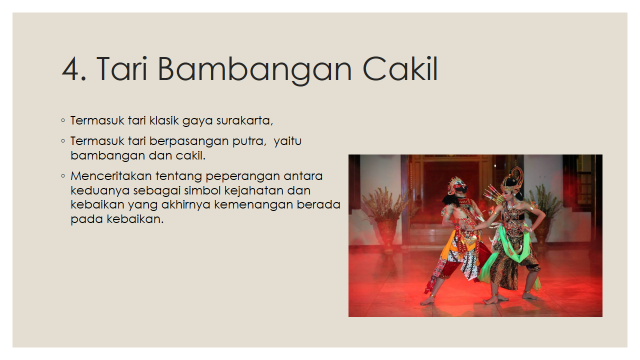 4. Tari Bambangan Cakil
◦ Termasuk tari klasik gaya surakarta,
◦ Termasuk tari berpasangan putra, yaitu
bambangan dan cakil.
◦ Menceritakan tentang peperangan antara
keduanya sebagai simbol kejahatan dan
kebaikan yang akhirnya kemenangan berada
pada kebaikan.